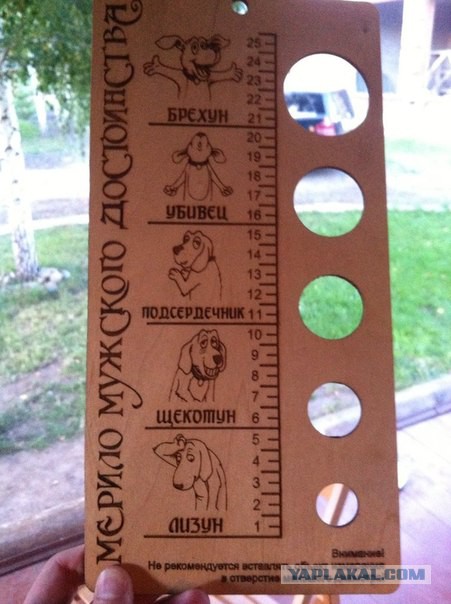 МЕРИЛО МУЖСКОГО ДОСТОИНСТВА
25
24
23
22
21
БРЕХУН
20
19
18
17
16
УБИВЕЦ
15
14
13
12
11
ПОДСЕРДЕЧНИК
10
9
8
7
6
ЩЕКОТУН
5
4
3
2
1
ЛИЗУН
Внимание!
Не рекомендуется
в отверстие
YAPLAKAL.COM